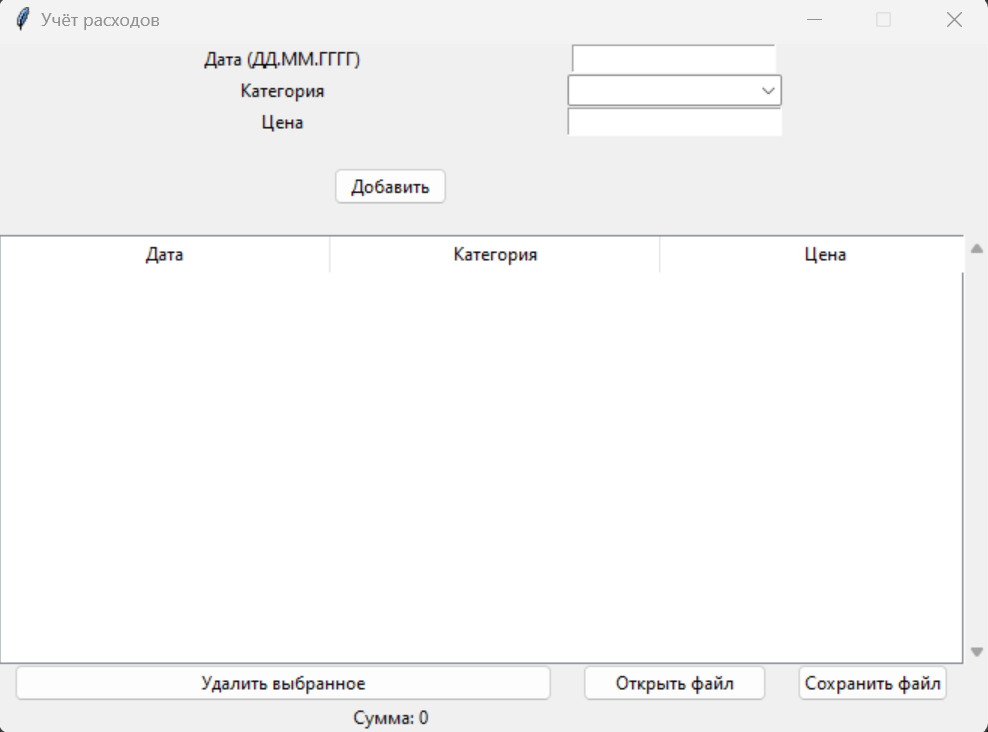 Учёт расходов
Дата (ДД.ММ.ГГГГ)
Категория
Цена
Добавить
Дата Категория Цена
Удалить выбранное Открыть файл Сохранить файл
Сумма: 0